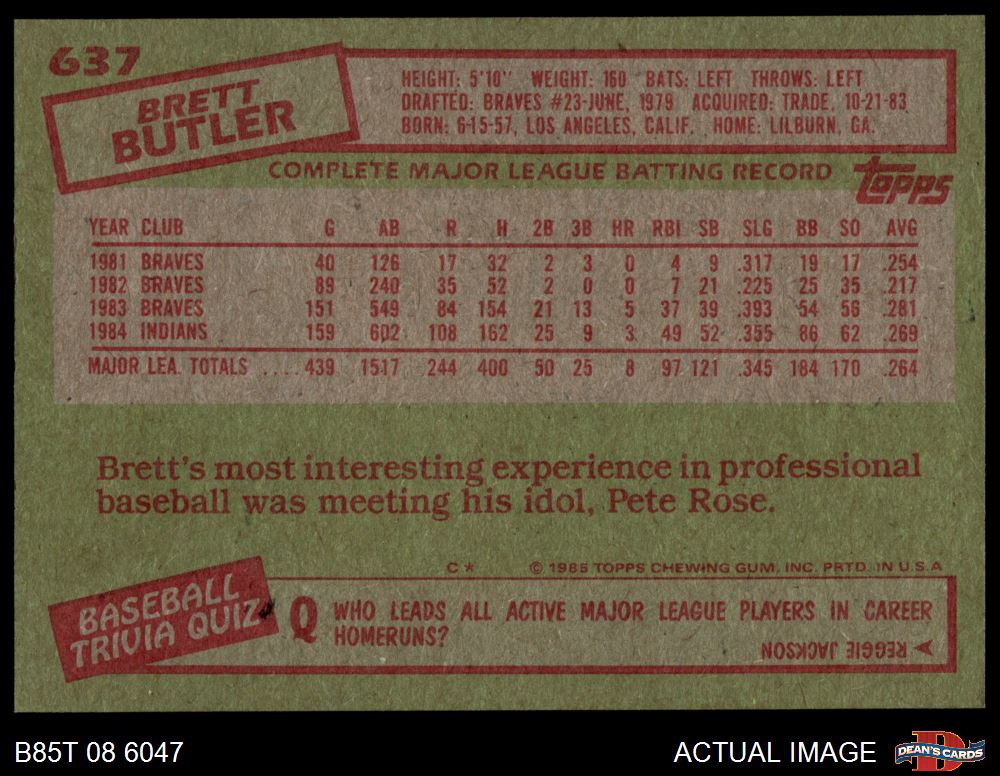 637
BRETT
BUTLER
HEIGHT: 5'10" WEIGHT: 160 BATS: LEFT THROWS: LEFT
DRAFTED: BRAVES #23-JUNE, 1979 ACQUIRED: TRADE, 10-21-83
BORN: 6-15-57, LOS ANGELES, CALIF. HOME: LILBURN, GA.
COMPLETE MAJOR LEAGUE BATTING RECORD
topps
YEAR CLUB G AB R H 2B 3B HR RBI SB SLG BB SO AVG
1981 BRAVES 40 126 17 32 2 3 0 4 9 .317 19 17 .254
1982 BRAVES 89 240 35 52 2 0 0 7 21 .225 25 35 .217
1983 BRAVES 151 549 84 154 21 13 5 37 39 .393 54 56 .281
1984 INDIANS 159 602 108 162 25 9 3 49 52 .355 86 62 .269
MAJOR LEA. TOTALS ....439 1517 244 400 50 25 8 97 121 .345 184 170 .264
Brett's most interesting experience in professional
baseball was meeting his idol, Pete Rose.
C* © 1985 TOPPS CHEWING GUM, INC. PRTD. IN U.S.A
BASEBALL
TRIVIA QUIZ
Q WHO LEADS ALL ACTIVE MAJOR LEAGUE PLAYERS IN CAREER
HOMERUNS?
REGGIE JACKSON
B85T 08 6047
ACTUAL IMAGE
D
DEAN'S CARDS